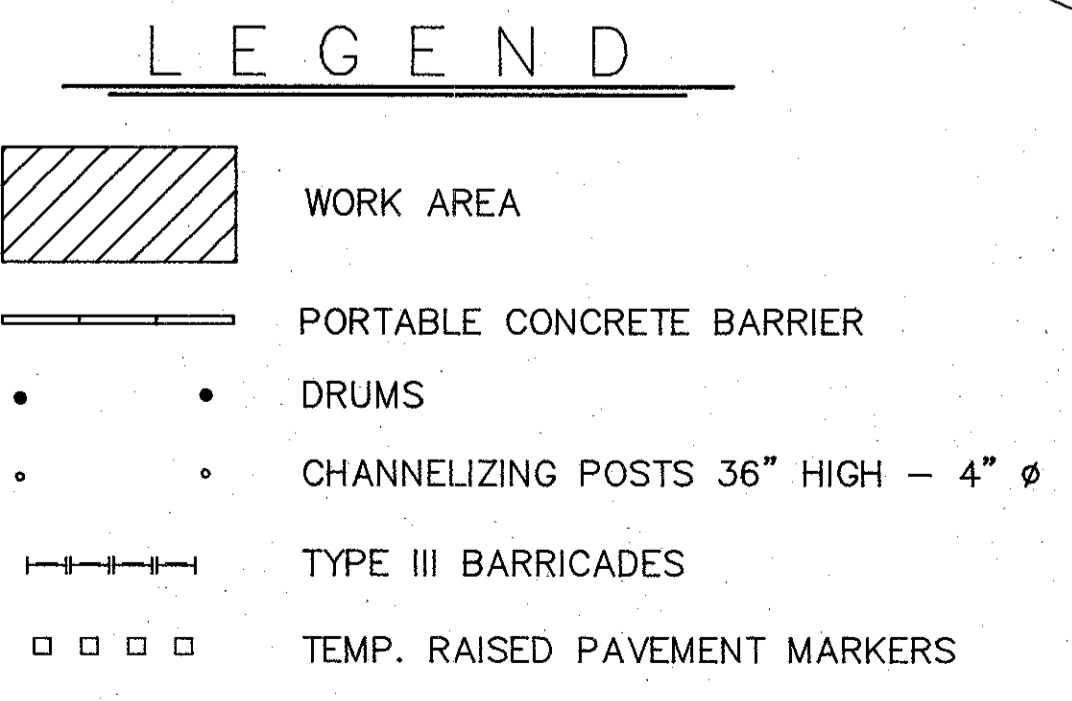 LEGEND
WORK AREA
PORTABLE CONCRETE BARRIER
DRUMS
CHANNELIZING POSTS 36" HIGH – 4" ø
TYPE III BARRICADES
TEMP. RAISED PAVEMENT MARKERS